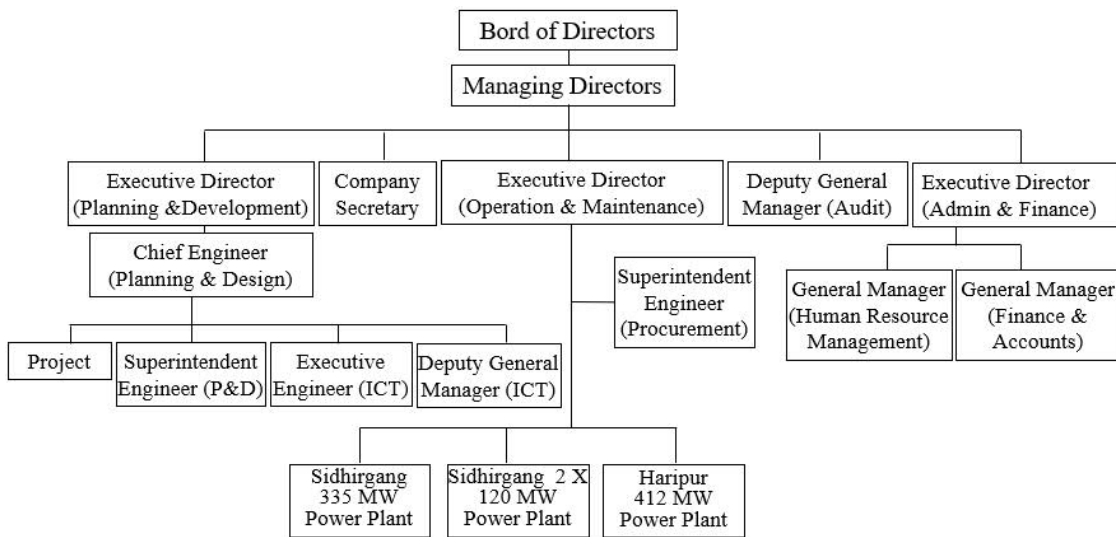 Bord of Directors
Managing Directors
Executive Director
(Planning &Development)
Company
Secretary
Executive Director
(Operation & Maintenance)
Deputy General
Manager (Audit)
Executive Director
(Admin & Finance)
Chief Engineer
(Planning & Design)
Superintendent
Engineer
(Procurement)
General Manager
(Human Resource
Management)
General Manager
(Finance &
Accounts)
Project
Superintendent
Engineer (P&D)
Executive
Engineer (ICT)
Deputy General
Manager (ICT)
Sidhirgang
335 MW
Power Plant
Sidhirgang 2 X
120 MW
Power Plant
Haripur
412 MW
Power Plant